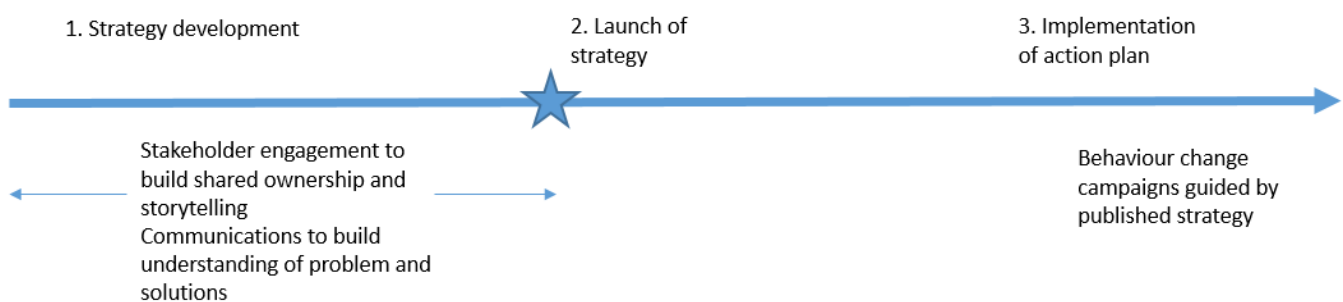 1. Strategy development
2. Launch of
strategy
3. Implementation
of action plan
Stakeholder engagement to
build shared ownership and
storytelling
Communications to build
understanding of problem and
solutions
Behaviour change
campaigns guided by
published strategy